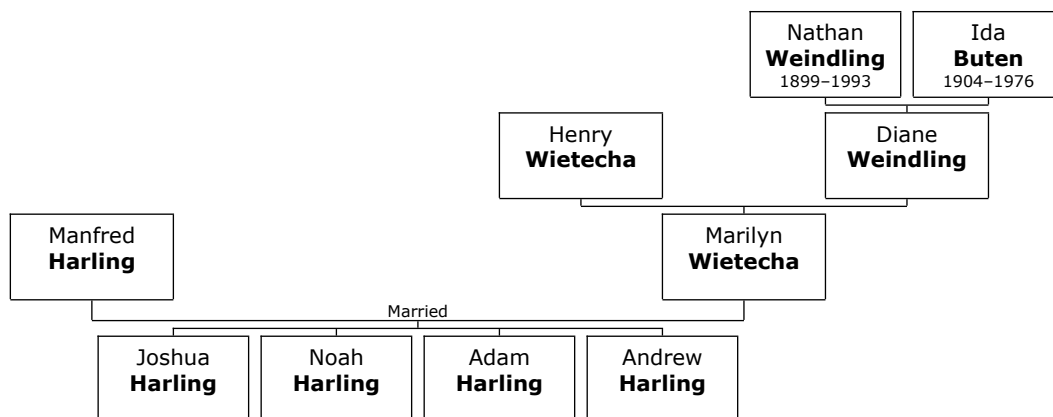 Nathan
Weindling
1899–1993
Ida
Buten
1904–1976
Henry
Wietecha
Diane
Weindling
Manfred
Harling
Marilyn
Wietecha
Married
Joshua
Harling
Noah
Harling
Adam
Harling
Andrew
Harling